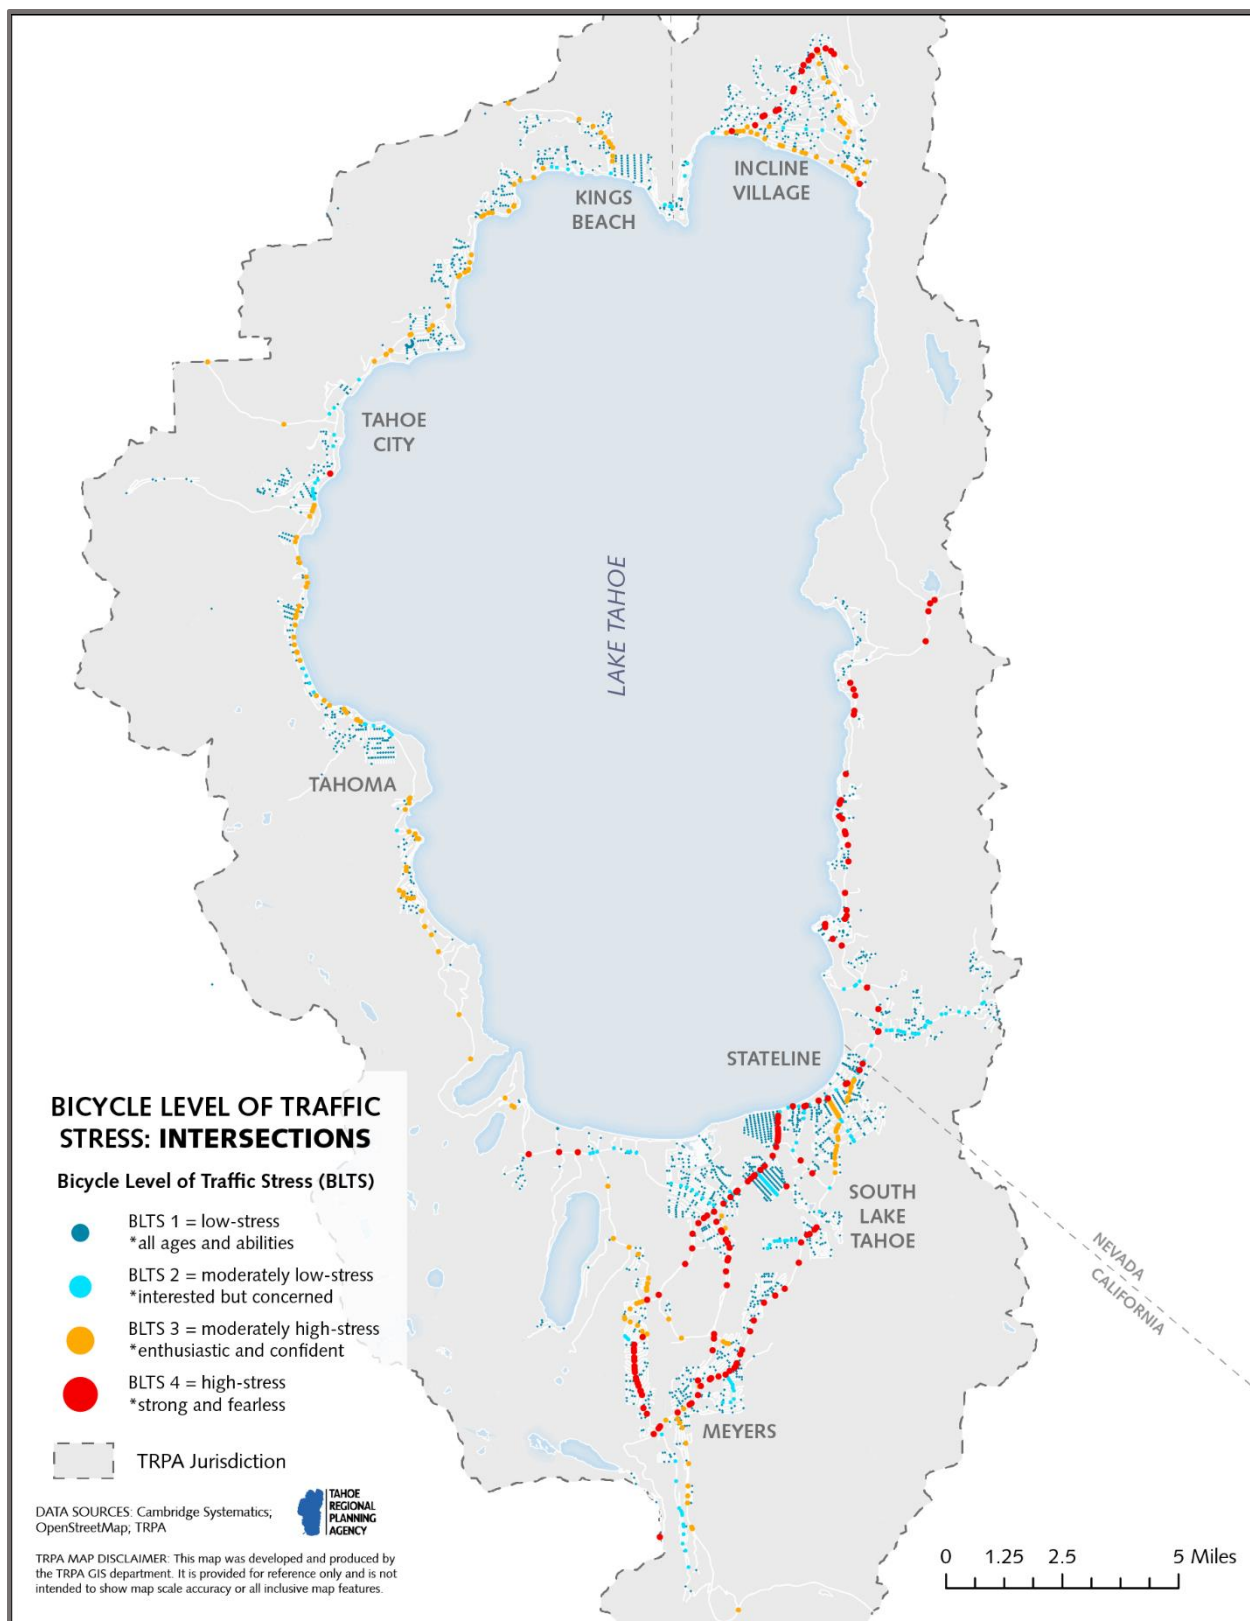 INCLINE
VILLAGE
KINGS
BEACH
TAHOE
CITY
LAKE TAHOE
TAHOMA
STATELINE
SOUTH
LAKE
TAHOE
NEVADA
CALIFORNIA
MEYERS
BICYCLE LEVEL OF TRAFFIC
STRESS: INTERSECTIONS
Bicycle Level of Traffic Stress (BLTS)
BLTS 1 = low-stress
*all ages and abilities
BLTS 2 = moderately low-stress
*interested but concerned
BLTS 3 = moderately high-stress
*enthusiastic and confident
BLTS 4 = high-stress
*strong and fearless
TRPA Jurisdiction
DATA SOURCES: Cambridge Systematics;
OpenStreetMap; TRPA
TAHOE
REGIONAL
PLANNING
AGENCY
TRPA MAP DISCLAIMER: This map was developed and produced by
the TRPA GIS department. It is provided for reference only and is not
intended to show map scale accuracy or all inclusive map features.
0 1.25 2.5 5 Miles